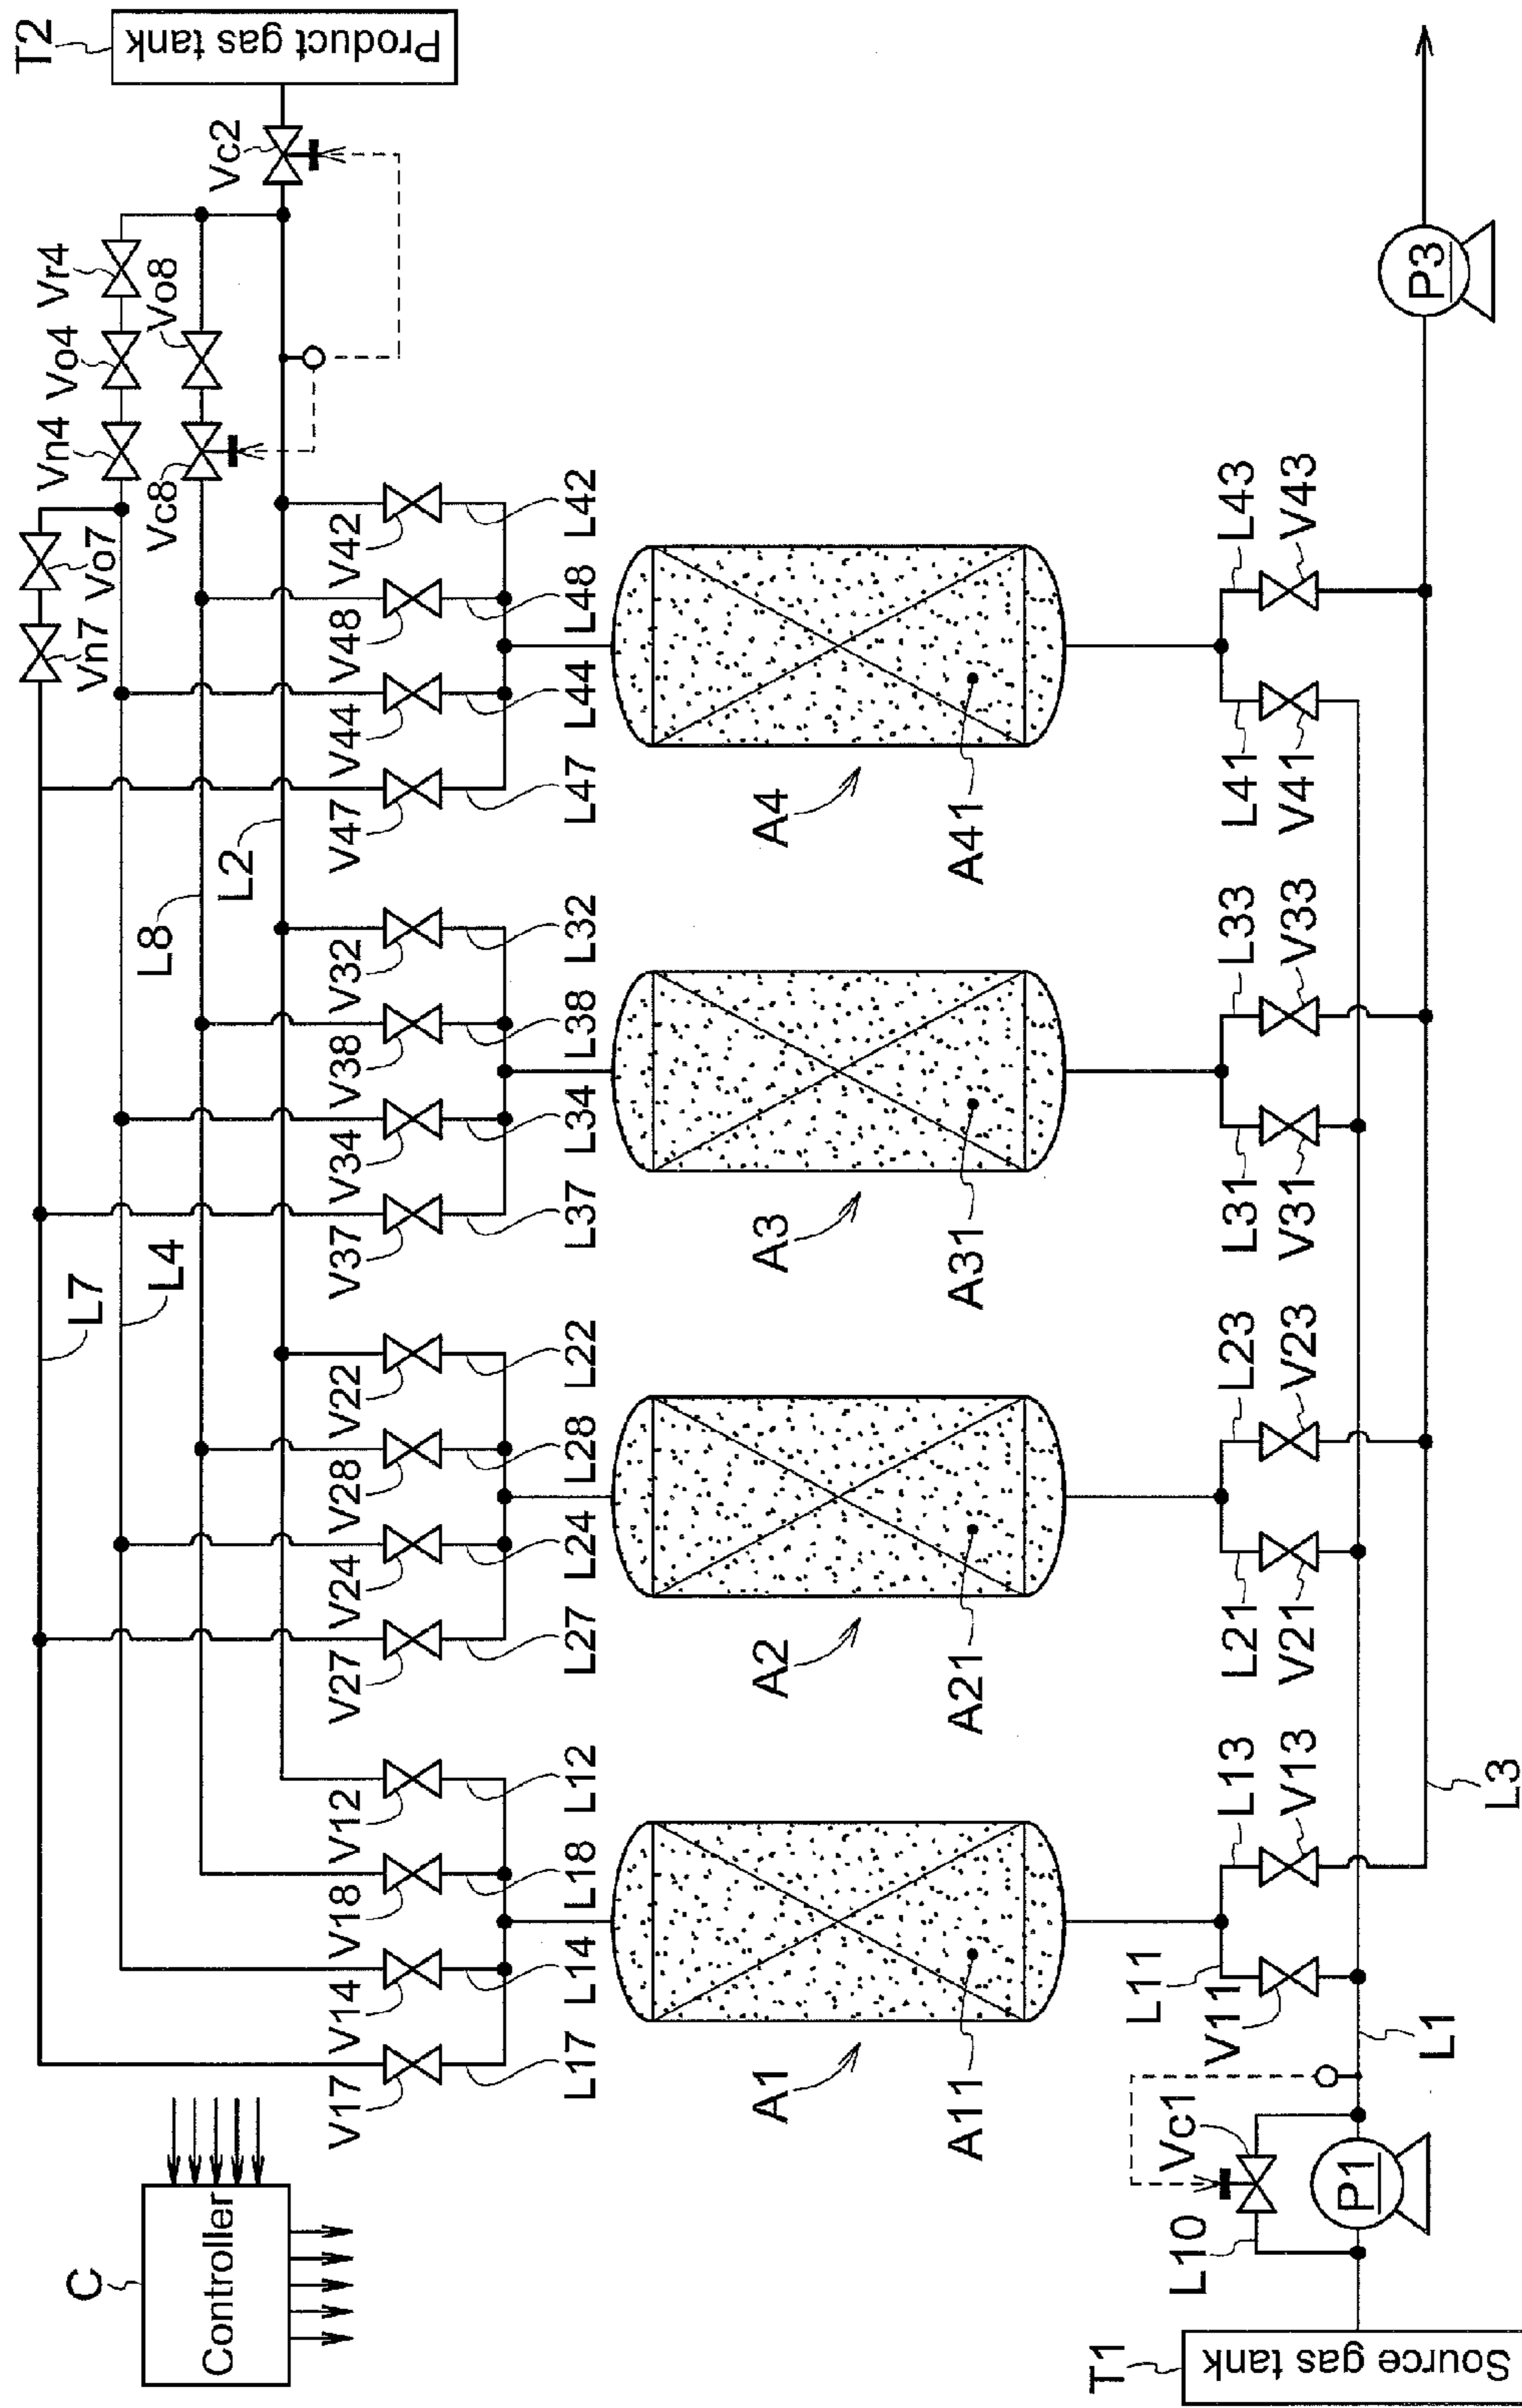 T2
Product gas tank
Vc2
Vr4
Vo4
Vn4
Vo8
Vc8
Vo7
Vn7
L2
L8
L4
L7
V42
V48
V44
V47
L42
L48
L44
L47
V32
V38
V34
V37
L32
L38
L34
L37
V22
V28
V24
V27
L22
L28
L24
L27
V12
V18
V14
V17
L12
L18
L14
L17
A4
A41
A3
A31
A2
A21
A1
A11
L43
V43
L41
V41
L33
V33
L31
V31
L23
V23
L21
V21
L13
V13
L11
V11
P3
L3
L1
Vc1
L10
P1
C
Controller
T1
Source gas tank